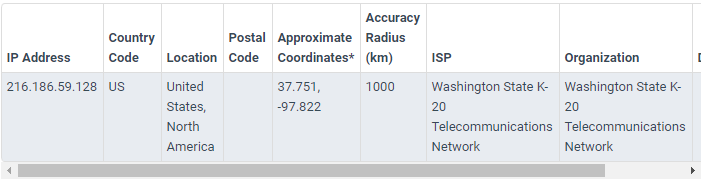 IP Address
Country Code
Location
Postal Code
Approximate Coordinates*
Accuracy Radius (km)
ISP
Organization
D
216.186.59.128
US
United States, North America
37.751, -97.822
1000
Washington State K-20 Telecommunications Network
Washington State K-20 Telecommunications Network